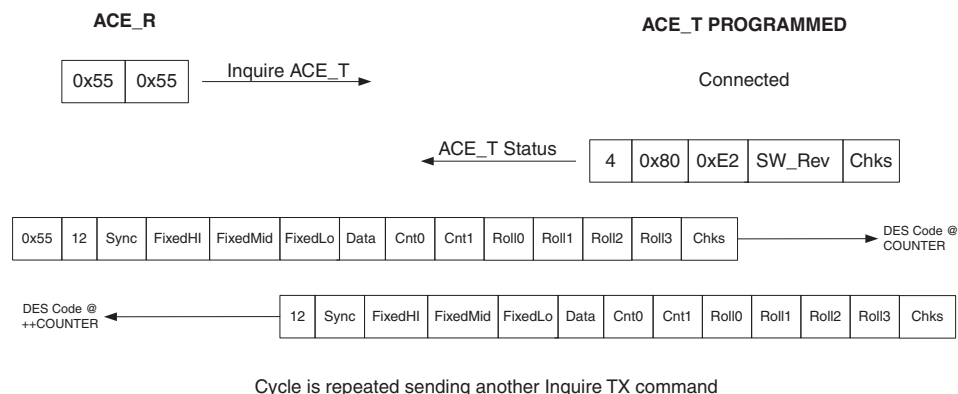 ACE_R
ACE_T PROGRAMMED
0x55 0x55
Inquire ACE_T
Connected
ACE_T Status
4 0x80 0xE2 SW_Rev Chks
0x55 12 Sync FixedHI FixedMid FixedLo Data Cnt0 Cnt1 Roll0 Roll1 Roll2 Roll3 Chks
DES Code @
COUNTER
DES Code @
++COUNTER
12 Sync FixedHI FixedMid FixedLo Data Cnt0 Cnt1 Roll0 Roll1 Roll2 Roll3 Chks
Cycle is repeated sending another Inquire TX command